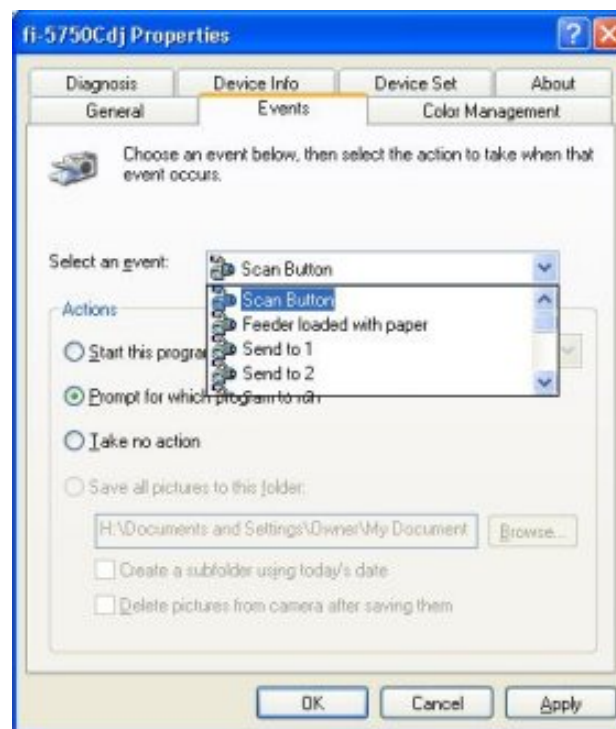 fi-5750Cdj Properties
Diagnosis Device Info Device Set About
General Events Color Management
Choose an event below, then select the action to take when that
event occurs.
Select an event: Scan Button
Scan Button
Actions
Feeder loaded with paper
Start this progra
Send to 1
Send to 2
Prompt for which program to run
Take no action
Save all pictures to this folder:
H:\Documents and Settings\Owner\My Document Browse...
Create a subfolder using today's date
Delete pictures from camera after saving them
OK Cancel Apply